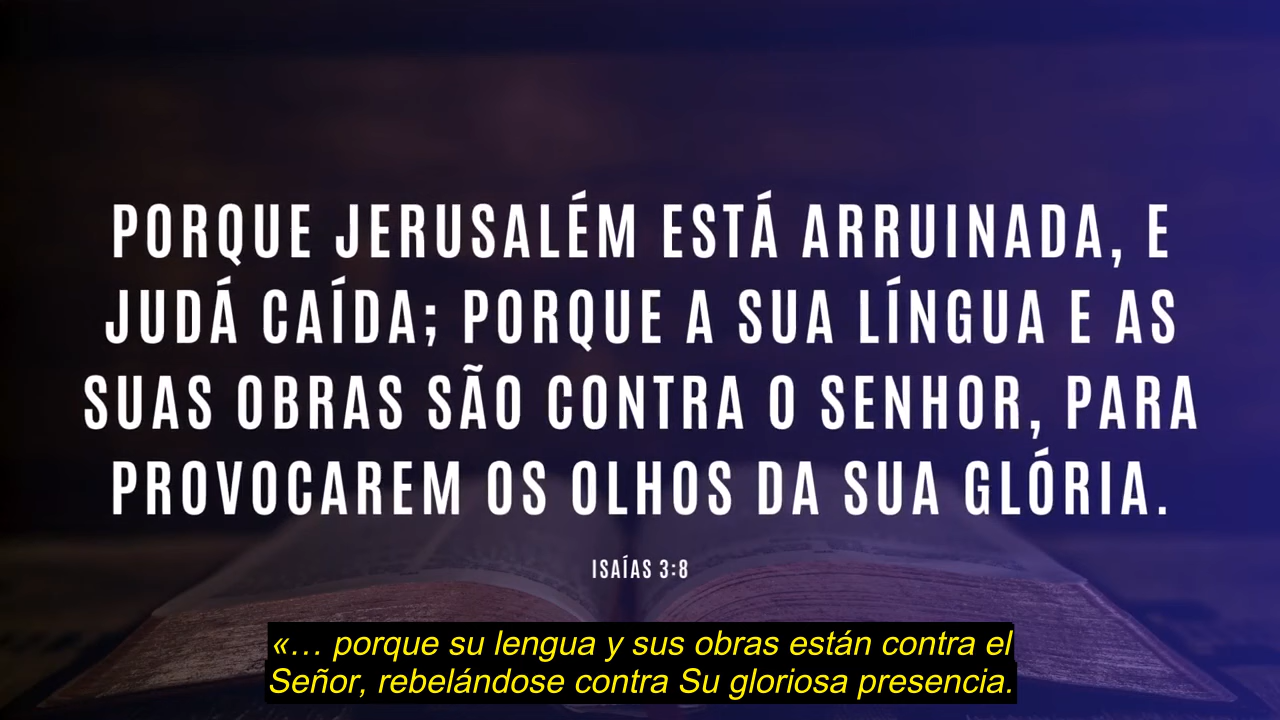 PORQUE JERUSALÉM ESTÁ ARRUINADA, E
JUDÁ CAÍDA; PORQUE A SUA LÍNGUA E AS
SUAS OBRAS SÃO CONTRA O SENHOR, PARA
PROVOCAREM OS OLHOS DA SUA GLÓRIA.
ISAÍAS 3:8
«… porque su lengua y sus obras están contra el
Señor, rebelándose contra Su gloriosa presencia.